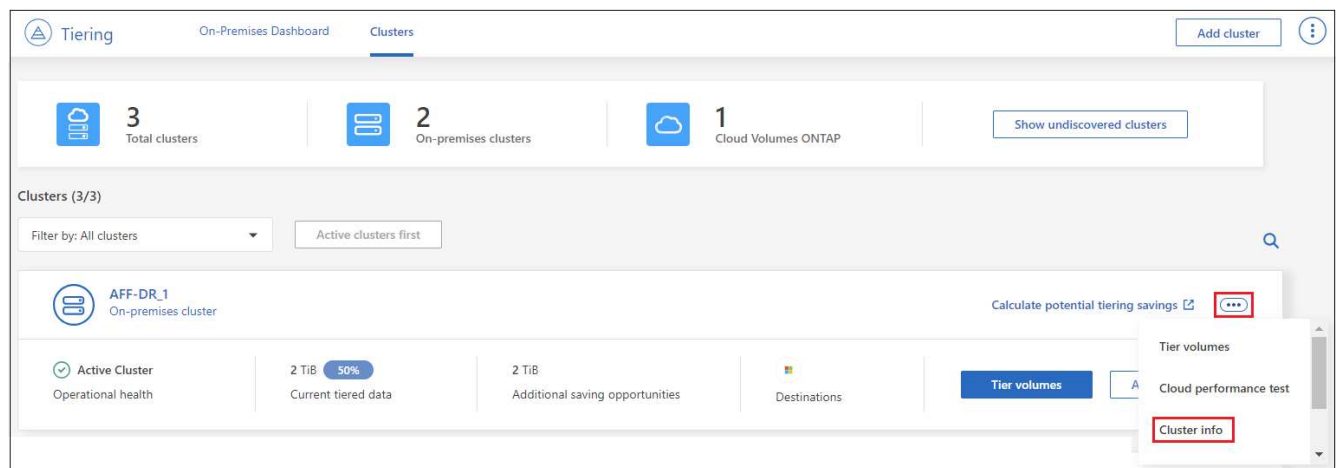 Tiering
On-Premises Dashboard
Clusters
Add cluster
3
Total clusters
2
On-premises clusters
1
Cloud Volumes ONTAP
Show undiscovered clusters
Clusters (3/3)
Filter by: All clusters
Active clusters first
AFF-DR_1
On-premises cluster
Calculate potential tiering savings
Active Cluster
Operational health
2 TiB 50%
Current tiered data
2 TiB
Additional saving opportunities
Destinations
Tier volumes
A
Tier volumes
Cloud performance test
Cluster info